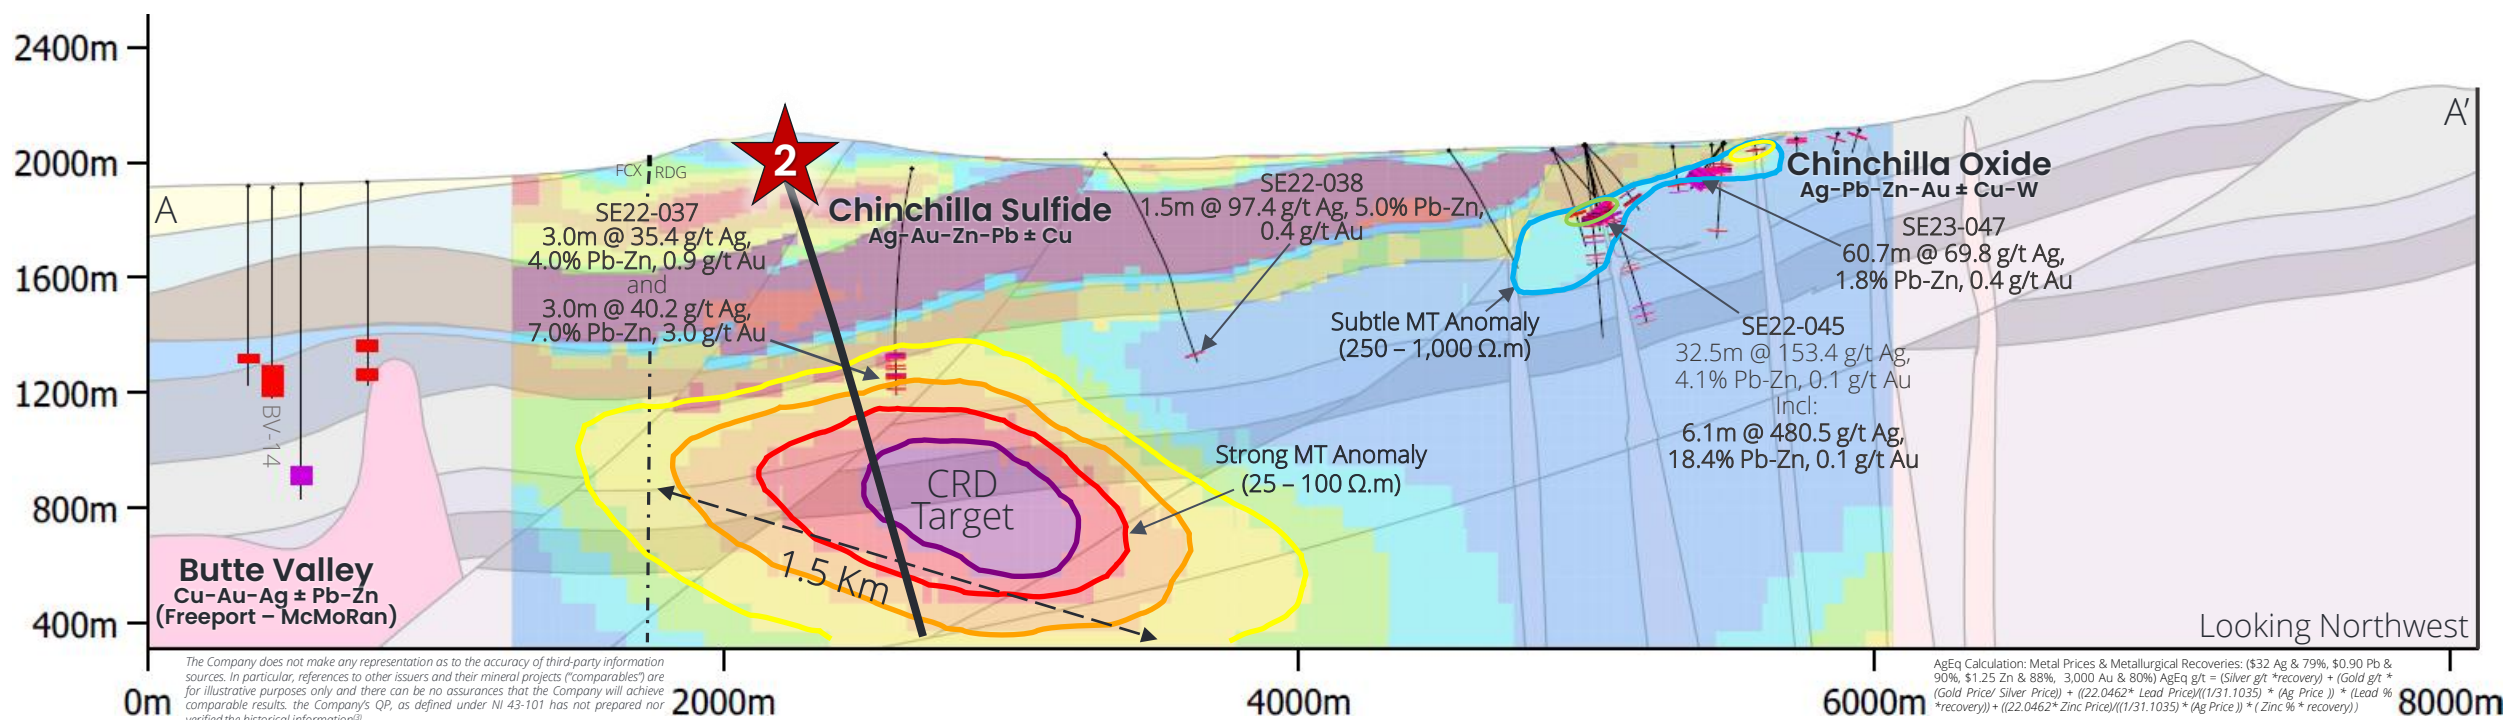 2400m
2000m
1600m
1200m
800m
400m
0m
2000m
4000m
6000m
8000m
A
A’
FCX
RDG
2
SE22-037
3.0m @ 35.4 g/t Ag,
4.0% Pb-Zn, 0.9 g/t Au
and
3.0m @ 40.2 g/t Ag,
7.0% Pb-Zn, 3.0 g/t Au
Chinchilla Sulfide
Ag-Au-Zn-Pb ± Cu
SE22-038
1.5m @ 97.4 g/t Ag, 5.0% Pb-Zn,
0.4 g/t Au
Chinchilla Oxide
Ag-Pb-Zn-Au ± Cu-W
SE23-047
60.7m @ 69.8 g/t Ag,
1.8% Pb-Zn, 0.4 g/t Au
Subtle MT Anomaly
(250 – 1,000 Ω.m)
SE22-045
32.5m @ 153.4 g/t Ag,
4.1% Pb-Zn, 0.1 g/t Au
Incl:
6.1m @ 480.5 g/t Ag,
18.4% Pb-Zn, 0.1 g/t Au
BV-14
Strong MT Anomaly
(25 – 100 Ω.m)
CRD
Target
1.5 Km
Butte Valley
Cu-Au-Ag ± Pb-Zn
(Freeport – McMoRan)
Looking Northwest
The Company does not make any representation as to the accuracy of third-party information
sources. In particular, references to other issuers and their mineral projects (“comparables”) are
for illustrative purposes only and there can be no assurances that the Company will achieve
comparable results. the Company’s QP, as defined under NI 43-101 has not prepared nor
verified the historical information
AgEq Calculation: Metal Prices & Metallurgical Recoveries: ($32 Ag & 79%, $0.90 Pb &
90%, $1.25 Zn & 88%, 3,000 Au & 80%) AgEq g/t = (Silver g/t *recovery) + (Gold g/t *
(Gold Price/ Silver Price)) + ((22.0462* Lead Price)/((1/31.1035) * (Ag Price )) * (Lead %
*recovery)) + ((22.0462* Zinc Price)/((1/31.1035) * (Ag Price )) * ( Zinc % * recovery) )